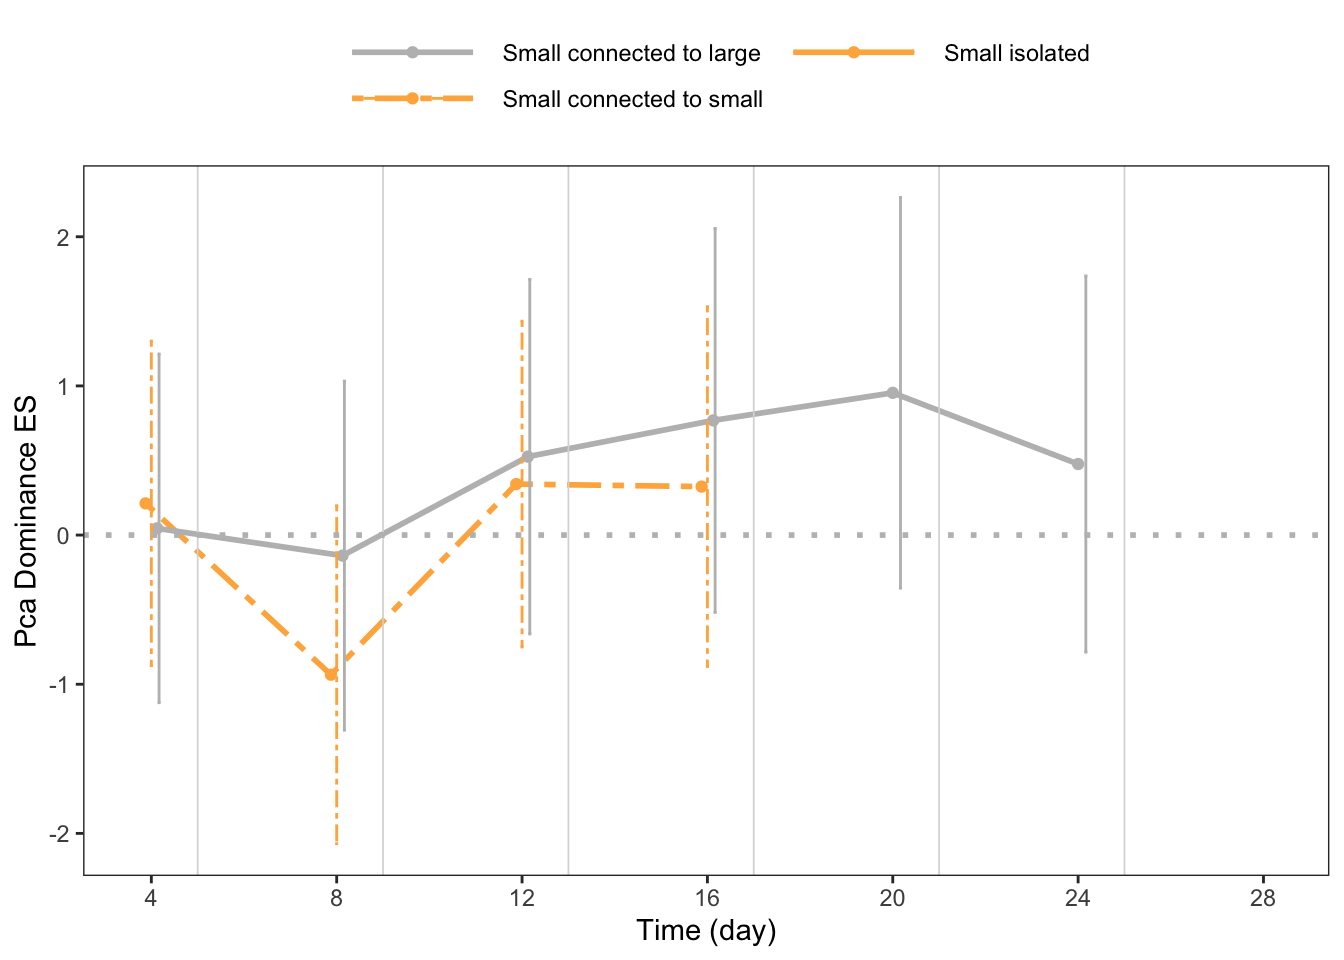 Small connected to large
Small isolated
Small connected to small
Pca Dominance ES
2
1
0
-1
-2
4 8 12 16 20 24 28
Time (day)